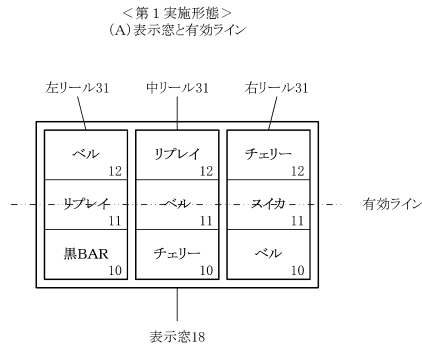 ＜第１実施形態＞
(A)表示窓と有効ライン
左リール31 中リール31 右リール31
ベル リプレイ チェリー
12 12 12
リプレイ ベル スイカ 有効ライン
11 11 11
黒BAR チェリー ベル
10 10 10
表示窓18